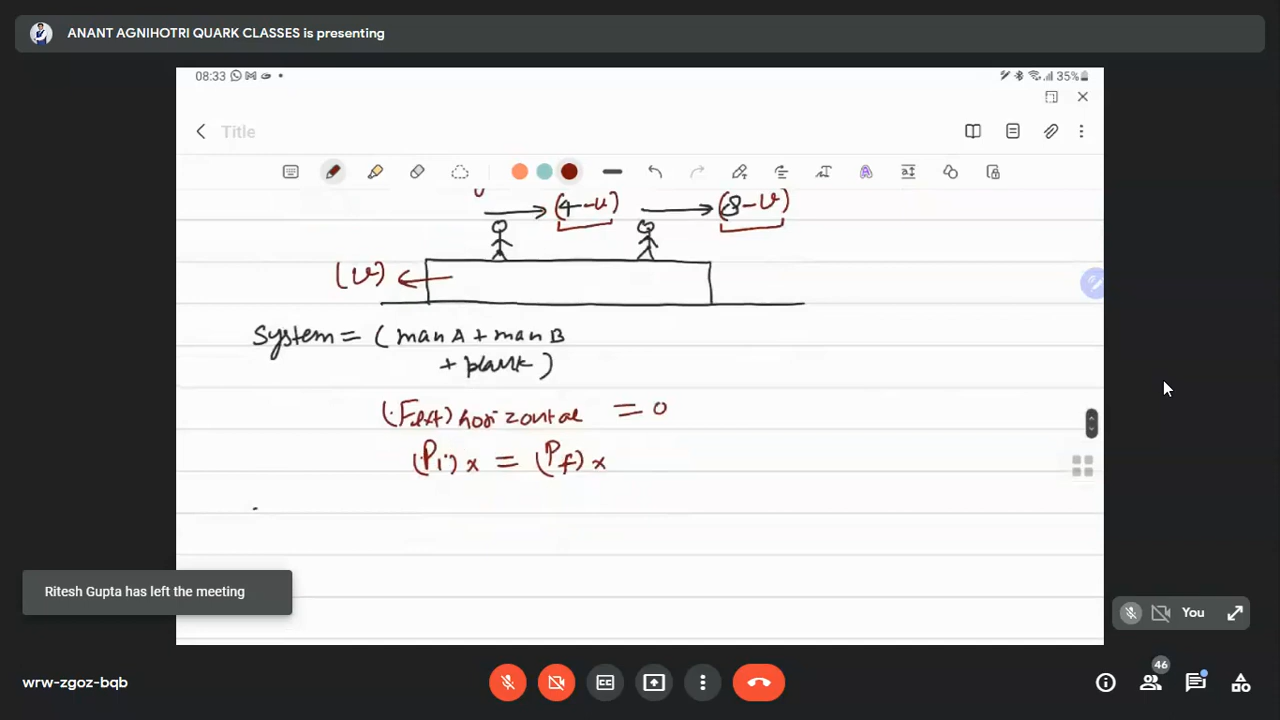 ANANT AGNIHOTRI QUARK CLASSES is presenting
08:33
35%
Title
(4-v) (8-v)
(v)
System = (man A + man B
+ plank)
(Fext) horizontal = 0
(Pi)x = (Pf)x
Ritesh Gupta has left the meeting
You
wrw-zgoz-bqb
CC
46